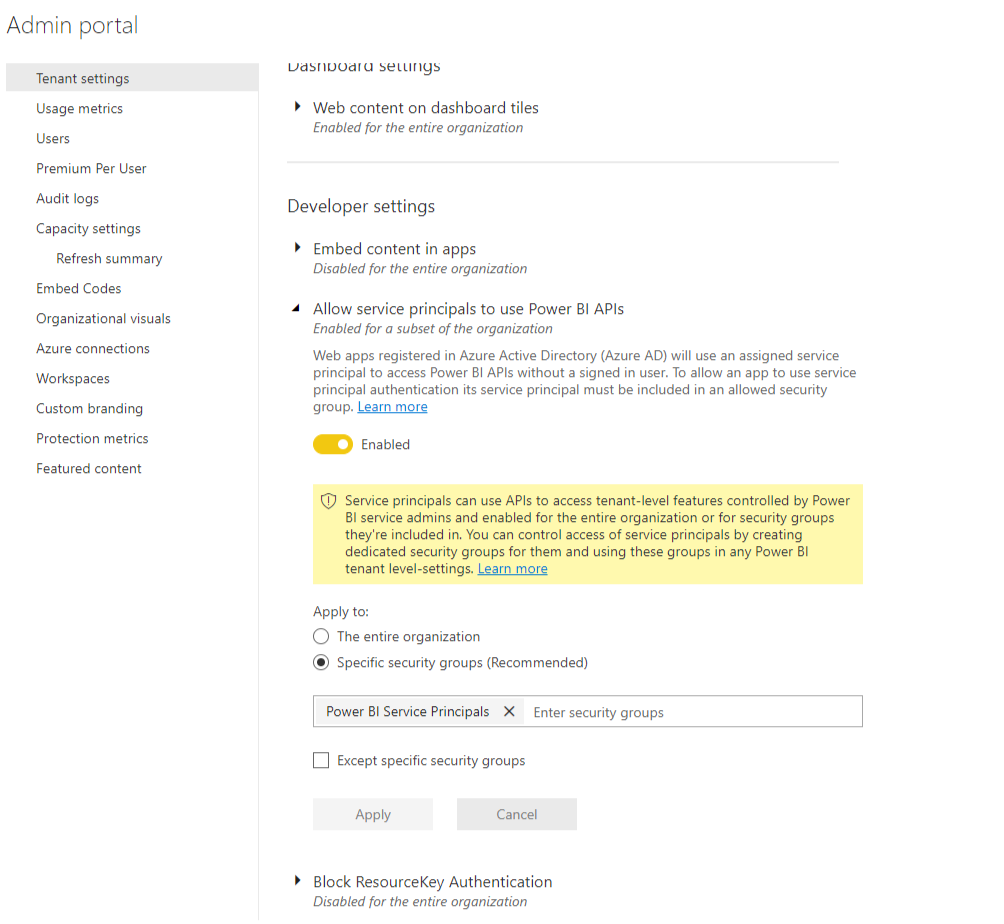 Admin portal
Tenant settings
Usage metrics
Users
Premium Per User
Audit logs
Capacity settings
Refresh summary
Embed Codes
Organizational visuals
Azure connections
Workspaces
Custom branding
Protection metrics
Featured content
Dashboard settings
Web content on dashboard tiles
Enabled for the entire organization
Developer settings
Embed content in apps
Disabled for the entire organization
Allow service principals to use Power BI APIs
Enabled for a subset of the organization
Web apps registered in Azure Active Directory (Azure AD) will use an assigned service
principal to access Power BI APIs without a signed in user. To allow an app to use service
principal authentication its service principal must be included in an allowed security
group. Learn more
Enabled
Service principals can use APIs to access tenant-level features controlled by Power
BI service admins and enabled for the entire organization or for security groups
they're included in. You can control access of service principals by creating
dedicated security groups for them and using these groups in any Power BI
tenant level-settings. Learn more
Apply to:
The entire organization
Specific security groups (Recommended)
Power BI Service Principals Enter security groups
Except specific security groups
Apply Cancel
Block ResourceKey Authentication
Disabled for the entire organization